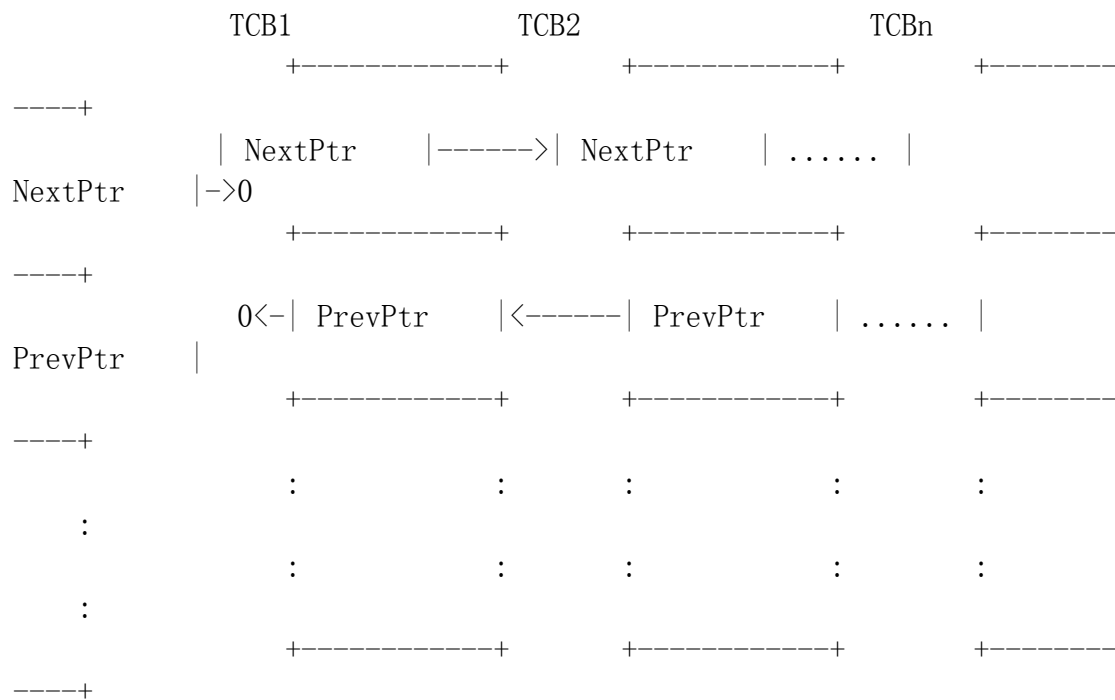 TCB1 TCB2 TCBn
+------------+ +------------+ +--------
----+
| NextPtr |------>| NextPtr | ...... |
NextPtr |->0
+------------+ +------------+ +--------
----+
0<-| PrevPtr |<------| PrevPtr | ...... |
PrevPtr |
+------------+ +------------+ +--------
----+
: : : : :
:
: : : : :
:
+------------+ +------------+ +--------
----+